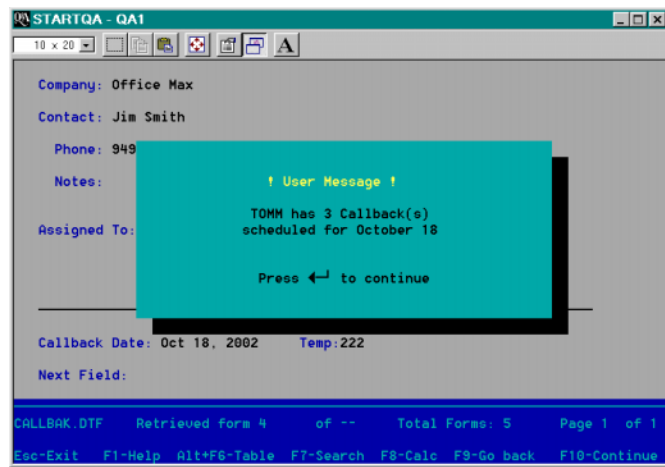 STARTQA - QA1
10 x 20
A
Company: Office Max
Contact: Jim Smith
Phone: 949
Notes:
! User Message !
TOMM has 3 Callback(s)
Assigned To:
scheduled for October 18
Press ↵ to continue
Callback Date: Oct 18, 2002 Temp:222
Next Field:
CALLBAK.DTF Retrieved form 4 of -- Total Forms: 5 Page 1 of 1
Esc-Exit F1-Help Alt+F6-Table F7-Search F8-Calc F9-Go back F10-Continue